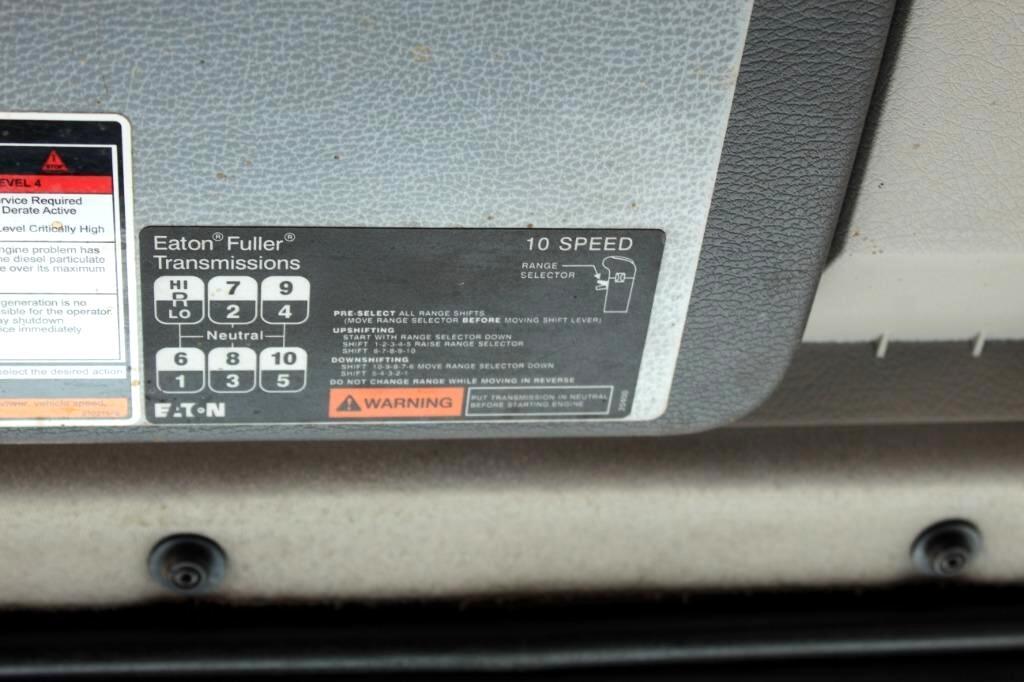 STOP
EVEL 4
rvice Required
Derate Active
Level Critically High
ngine problem has
he diesel particulate
e over its maximum
generation is no
sible for the operator.
ay shutdown
ice immediately
select the desired action
vehicle speed,
Eaton® Fuller®
Transmissions
10 SPEED
RANGE
SELECTOR
HI
R
LO
7
2
9
4
Neutral
6
1
8
3
10
5
EATON
PRE-SELECT ALL RANGE SHIFTS
(MOVE RANGE SELECTOR BEFORE MOVING SHIFT LEVER)
UPSHIFTING
START WITH RANGE SELECTOR DOWN
SHIFT 1-2-3-4-5 RAISE RANGE SELECTOR
SHIFT 6-7-8-9-10
DOWNSHIFTING
SHIFT 10-9-8-7-6 MOVE RANGE SELECTOR DOWN
SHIFT 5-4-3-2-1
DO NOT CHANGE RANGE WHILE MOVING IN REVERSE
WARNING
PUT TRANSMISSION IN NEUTRAL
BEFORE STARTING ENGINE